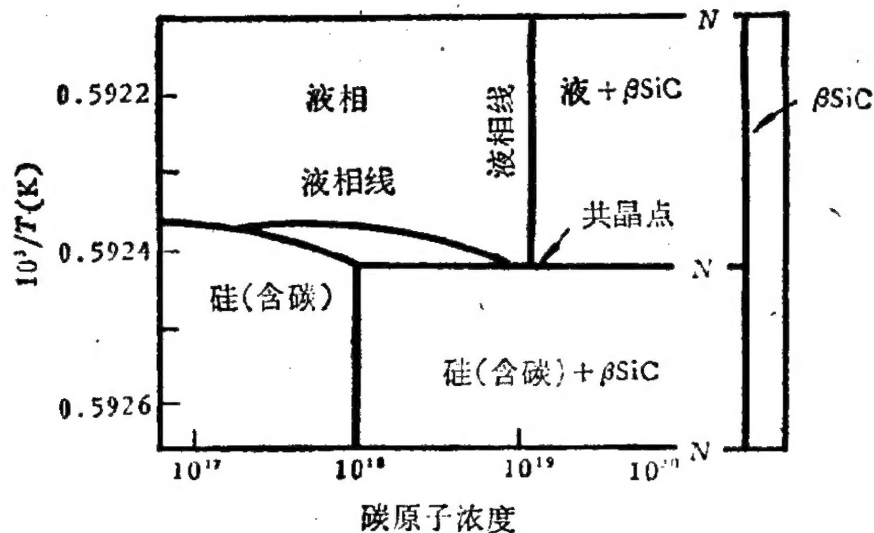 N
0.5922
液相
液相线
液+βSiC
βSiC
液相线
10³/T(K)
共晶点
0.5924
N
硅(含碳)
硅(含碳)+βSiC
0.5926
N
10¹⁷
10¹⁸
10¹⁹
碳原子浓度